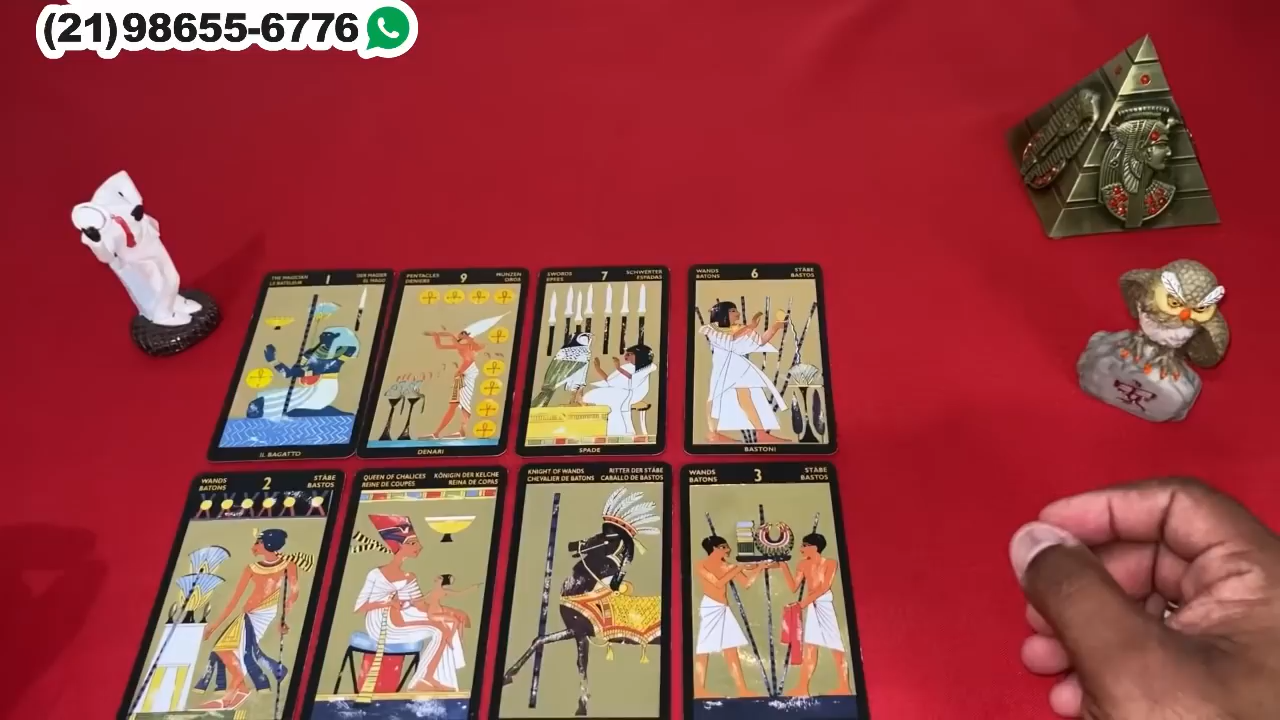 (21)98655-6776
THE MAGICIAN
LE BATELEUR
1
DER MAGIER
EL MAGO
IL BAGATTO
PENTACLES
DENIERS
9
MÜNZEN
OROS
DENARI
SWORDS
EPEES
7
SCHWERTER
ESPADAS
SPADE
WANDS
BATONS
6
STÄBE
BASTOS
BASTONI
WANDS
BATONS
2
STÄBE
BASTOS
QUEEN OF CHALICES
REINE DE COUPES
KÖNIGIN DER KELCHE
REINA DE COPAS
KNIGHT OF WANDS
CHEVALIER DE BATONS
RITTER DER STÄBE
CABALLO DE BASTOS
WANDS
BATONS
3
STÄBE
BASTOS